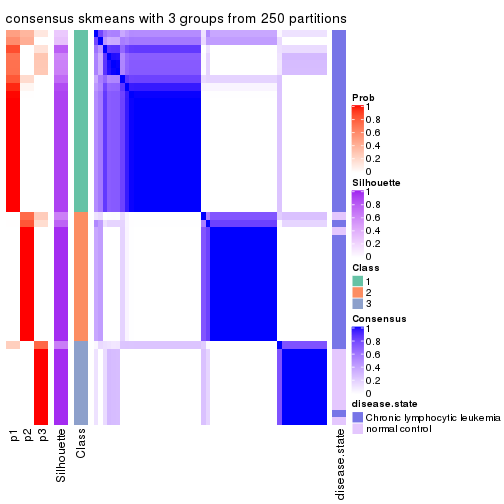 consensus skmeans with 3 groups from 250 partitions
Prob
1
0.8
0.6
0.4
0.2
0
Silhouette
1
0.8
0.6
0.4
0.2
0
Class
1
2
3
Consensus
1
0.8
0.6
0.4
0.2
0
disease.state
Chronic lymphocytic leukemia
normal control
p1
p2
p3
Silhouette
Class
disease.state